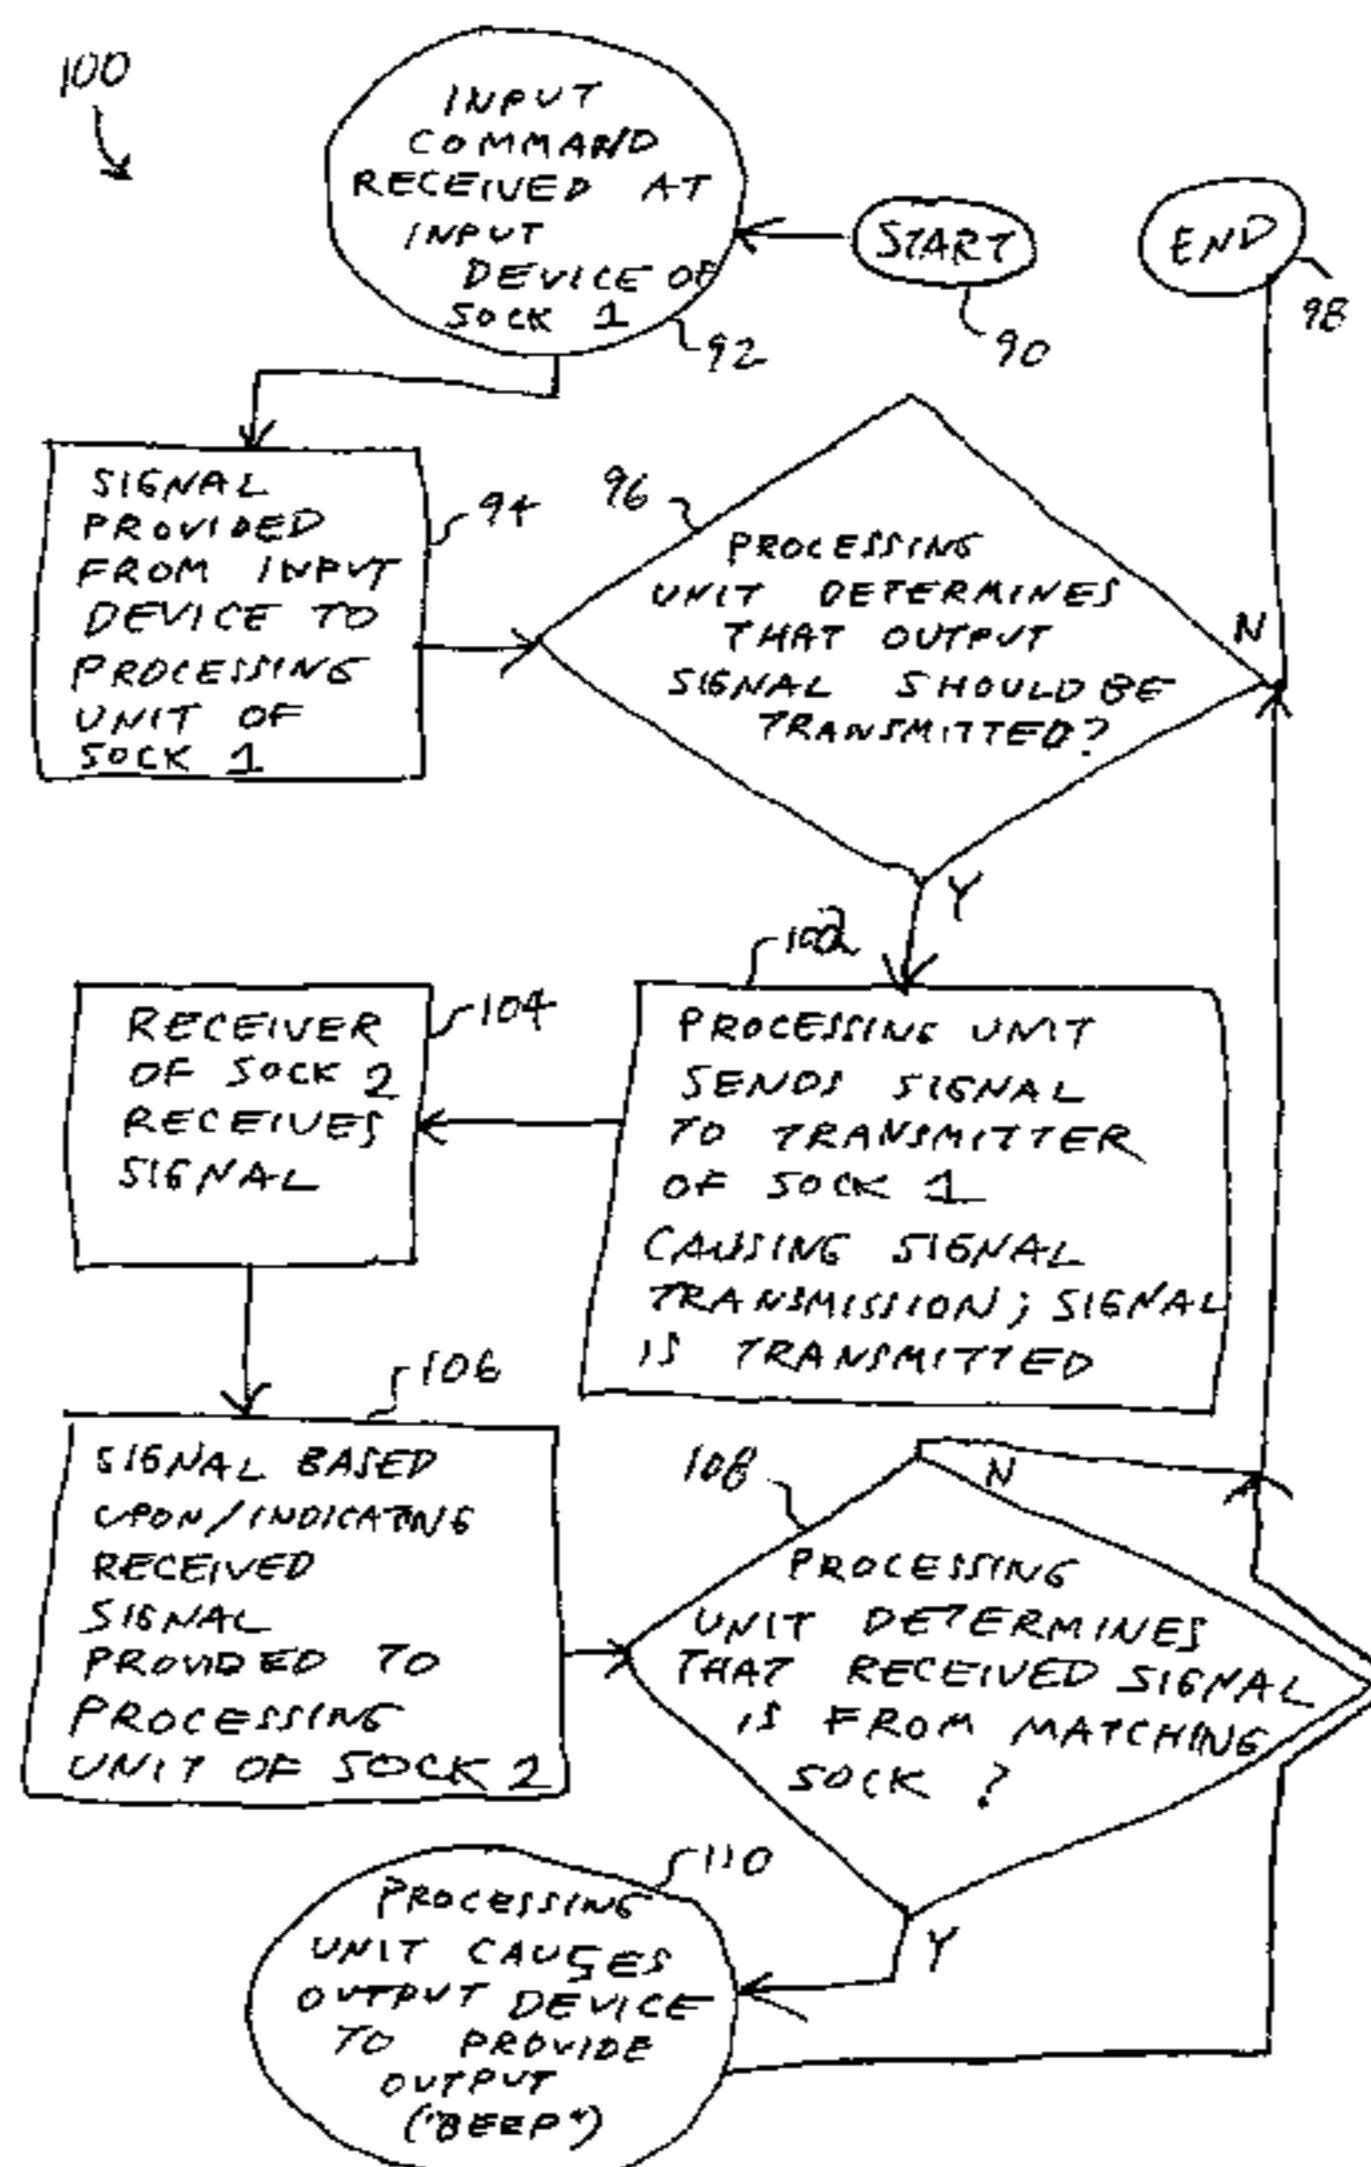 100
INPUT
COMMAND
RECEIVED AT
INPUT
DEVICE OF
SOCK 1
92
START
90
END
98
SIGNAL
PROVIDED
FROM INPUT
DEVICE TO
PROCESSING
UNIT OF
SOCK 1
94
96
PROCESSING
UNIT DETERMINES
THAT OUTPUT
SIGNAL SHOULD BE
TRANSMITTED?
N
Y
102
PROCESSING UNIT
SENDS SIGNAL
TO TRANSMITTER
OF SOCK 1
CAUSING SIGNAL
TRANSMISSION; SIGNAL
IS TRANSMITTED
104
RECEIVER
OF SOCK 2
RECEIVES
SIGNAL
106
SIGNAL BASED
UPON/INDICATING
RECEIVED
SIGNAL
PROVIDED TO
PROCESSING
UNIT OF SOCK 2
108
N
PROCESSING
UNIT DETERMINES
THAT RECEIVED SIGNAL
IS FROM MATCHING
SOCK ?
Y
110
PROCESSING
UNIT CAUSES
OUTPUT DEVICE
TO PROVIDE
OUTPUT
("BEEP")